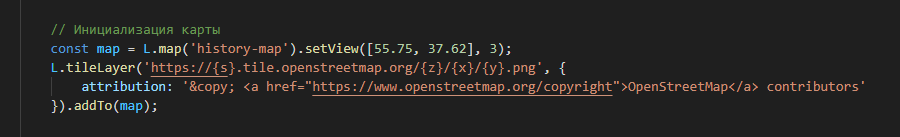 // Инициализация карты
const map = L.map('history-map').setView([55.75, 37.62], 3);
L.tileLayer('https://{s}.tile.openstreetmap.org/{z}/{x}/{y}.png', {
    attribution: '&copy; <a href="https://www.openstreetmap.org/copyright">OpenStreetMap</a> contributors'
}).addTo(map);